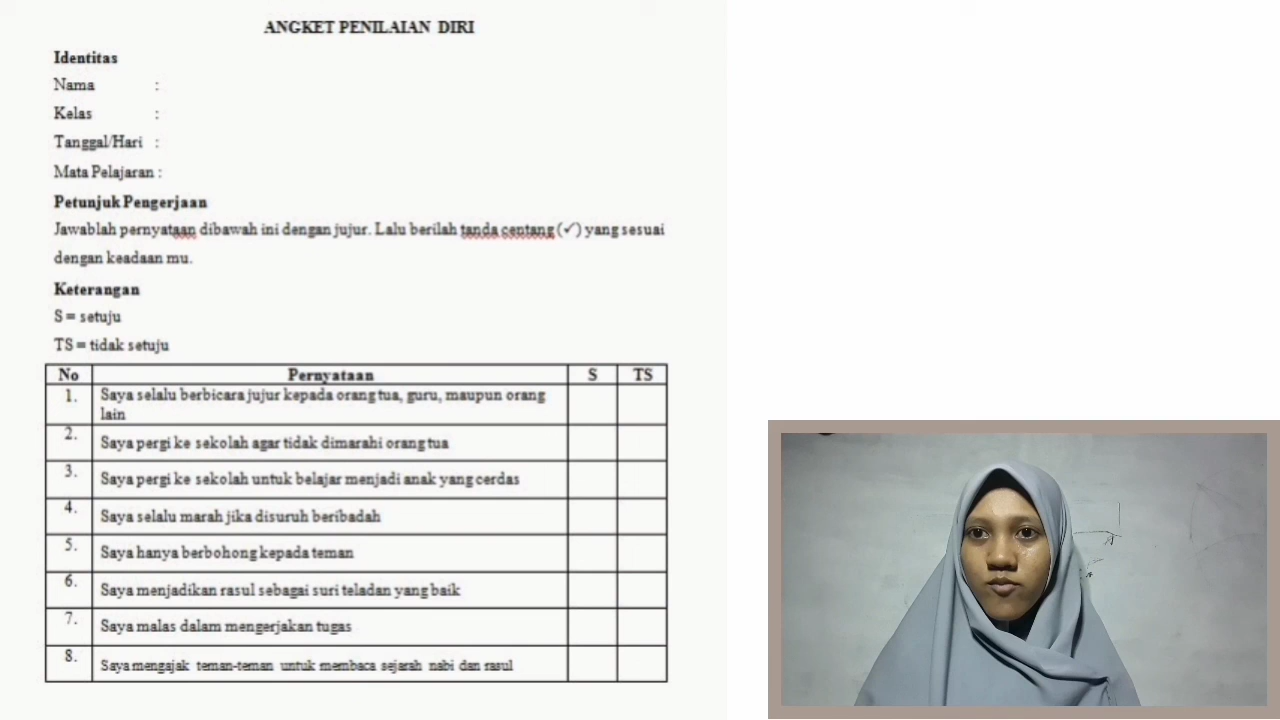 ANGKET PENILAIAN DIRI
Identitas
Nama :
Kelas :
Tanggal/Hari :
Mata Pelajaran :
Petunjuk Pengerjaan
Jawablah pernyataan dibawah ini dengan jujur. Lalu berilah tanda centang (✓) yang sesuai
dengan keadaan mu.
Keterangan
S = setuju
TS = tidak setuju
No Pernyataan S TS
1. Saya selalu berbicara jujur kepada orang tua, guru, maupun orang
lain
2. Saya pergi ke sekolah agar tidak dimarahi orang tua
3. Saya pergi ke sekolah untuk belajar menjadi anak yang cerdas
4. Saya selalu marah jika disuruh beribadah
5. Saya hanya berbohong kepada teman
6. Saya menjadikan rasul sebagai suri teladan yang baik
7. Saya malas dalam mengerjakan tugas
8. Saya mengajak teman-teman untuk membaca sejarah nabi dan rasul